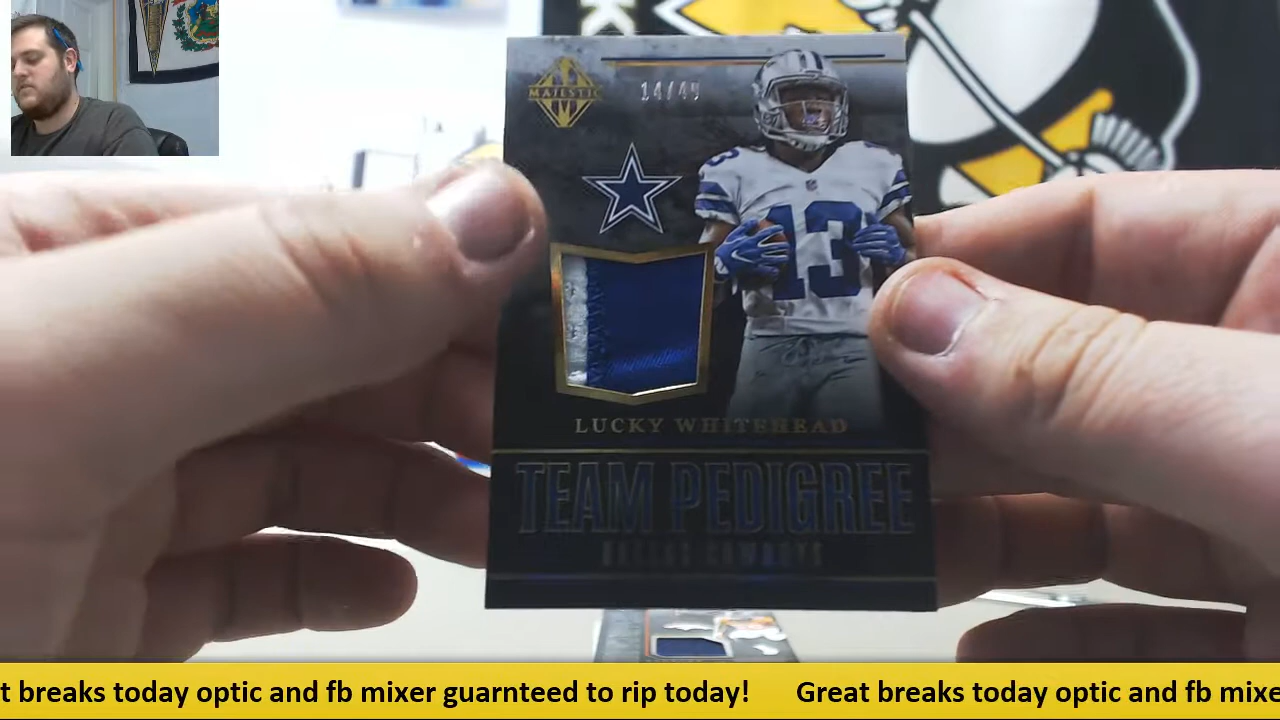 MAJESTIC
14/49
13
13
LUCKY WHITEHEAD
TEAM PEDIGREE
DALLAS COWBOYS
t breaks today optic and fb mixer guarnteed to rip today! Great breaks today optic and fb mixe